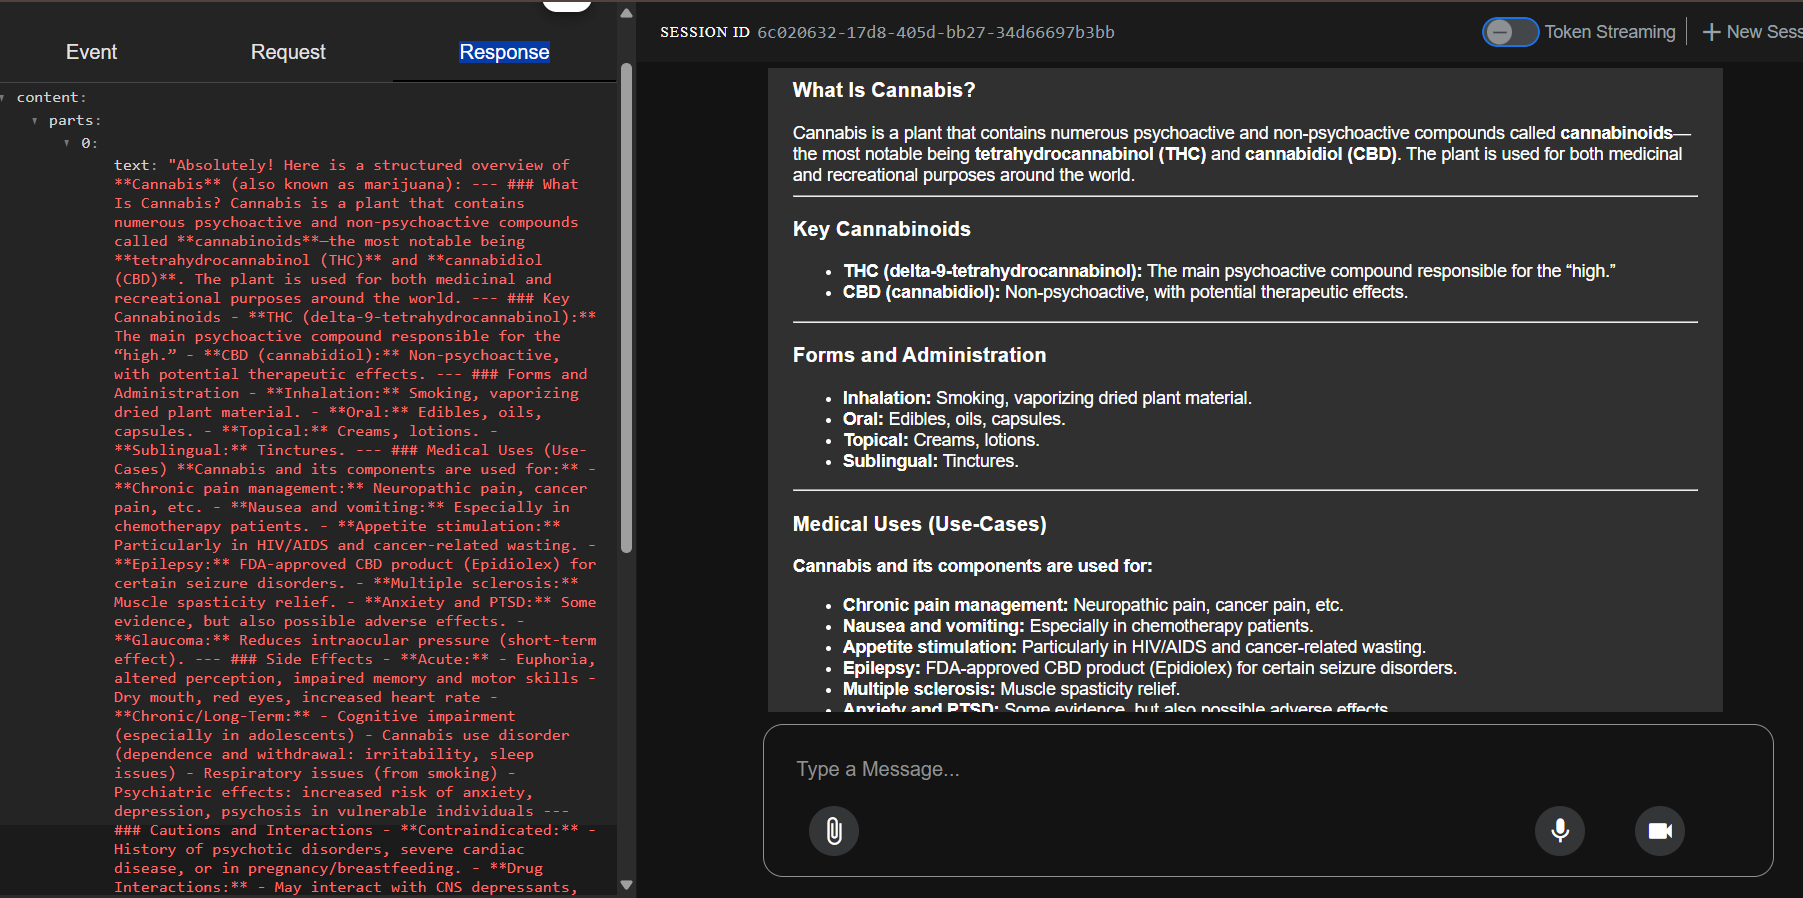 Event Request Response
content:
parts:
0:
text: "Absolutely! Here is a structured overview of
**Cannabis** (also known as marijuana): --- ### What
Is Cannabis? Cannabis is a plant that contains
numerous psychoactive and non-psychoactive compounds
called **cannabinoids**—the most notable being
**tetrahydrocannabinol (THC)** and **cannabidiol
(CBD)**. The plant is used for both medicinal and
recreational purposes around the world. --- ### Key
Cannabinoids - **THC (delta-9-tetrahydrocannabinol):**
The main psychoactive compound responsible for the
“high.” - **CBD (cannabidiol):** Non-psychoactive,
with potential therapeutic effects. --- ### Forms and
Administration - **Inhalation:** Smoking, vaporizing
dried plant material. - **Oral:** Edibles, oils,
capsules. - **Topical:** Creams, lotions. -
**Sublingual:** Tinctures. --- ### Medical Uses (Use-
Cases) **Cannabis and its components are used for:** -
**Chronic pain management:** Neuropathic pain, cancer
pain, etc. - **Nausea and vomiting:** Especially in
chemotherapy patients. - **Appetite stimulation:**
Particularly in HIV/AIDS and cancer-related wasting. -
**Epilepsy:** FDA-approved CBD product (Epidiolex) for
certain seizure disorders. - **Multiple sclerosis:**
Muscle spasticity relief. - **Anxiety and PTSD:** Some
evidence, but also possible adverse effects. -
**Glaucoma:** Reduces intraocular pressure (short-term
effect). --- ### Side Effects - **Acute:** - Euphoria,
altered perception, impaired memory and motor skills -
Dry mouth, red eyes, increased heart rate -
**Chronic/Long-Term:** - Cognitive impairment
(especially in adolescents) - Cannabis use disorder
(dependence and withdrawal: irritability, sleep
issues) - Respiratory issues (from smoking) -
Psychiatric effects: increased risk of anxiety,
depression, psychosis in vulnerable individuals ---
### Cautions and Interactions - **Contraindicated:** -
History of psychotic disorders, severe cardiac
disease, or in pregnancy/breastfeeding. - **Drug
Interactions:** - May interact with CNS depressants,
SESSION ID 6c020632-17d8-405d-bb27-34d66697b3bb
Token Streaming
New Sess
What Is Cannabis?
Cannabis is a plant that contains numerous psychoactive and non-psychoactive compounds called cannabinoids—
the most notable being tetrahydrocannabinol (THC) and cannabidiol (CBD). The plant is used for both medicinal
and recreational purposes around the world.
Key Cannabinoids
• THC (delta-9-tetrahydrocannabinol): The main psychoactive compound responsible for the “high.”
• CBD (cannabidiol): Non-psychoactive, with potential therapeutic effects.
Forms and Administration
• Inhalation: Smoking, vaporizing dried plant material.
• Oral: Edibles, oils, capsules.
• Topical: Creams, lotions.
• Sublingual: Tinctures.
Medical Uses (Use-Cases)
Cannabis and its components are used for:
• Chronic pain management: Neuropathic pain, cancer pain, etc.
• Nausea and vomiting: Especially in chemotherapy patients.
• Appetite stimulation: Particularly in HIV/AIDS and cancer-related wasting.
• Epilepsy: FDA-approved CBD product (Epidiolex) for certain seizure disorders.
• Multiple sclerosis: Muscle spasticity relief.
• Anxiety and PTSD: Some evidence, but also possible adverse effects.
Type a Message...